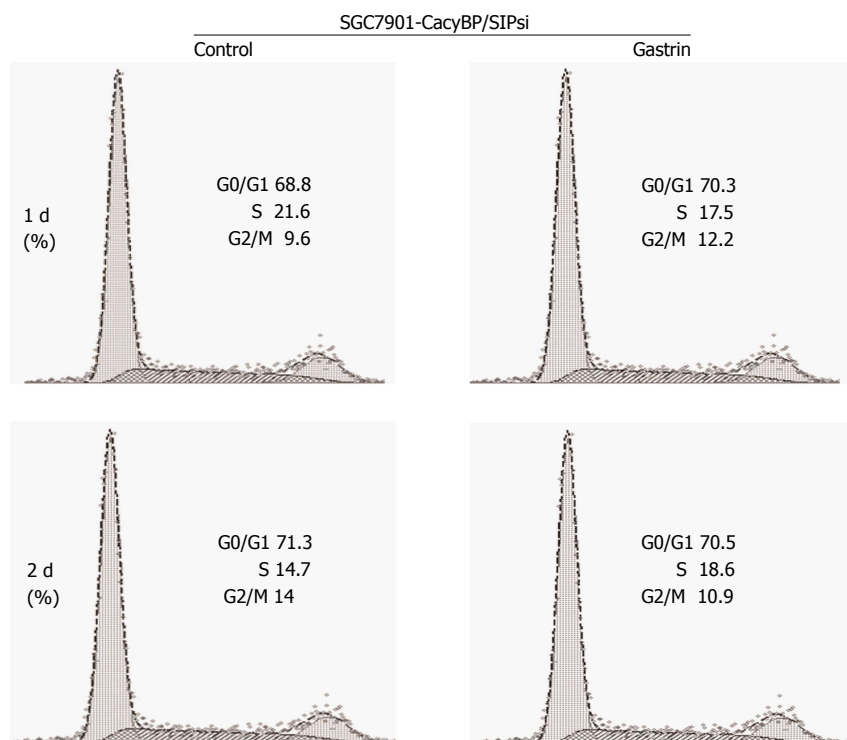 SGC7901-CacyBP/SIPsi
Control Gastrin
1 d
(%)
G0/G1 68.8
S 21.6
G2/M 9.6
G0/G1 70.3
S 17.5
G2/M 12.2
2 d
(%)
G0/G1 71.3
S 14.7
G2/M 14
G0/G1 70.5
S 18.6
G2/M 10.9